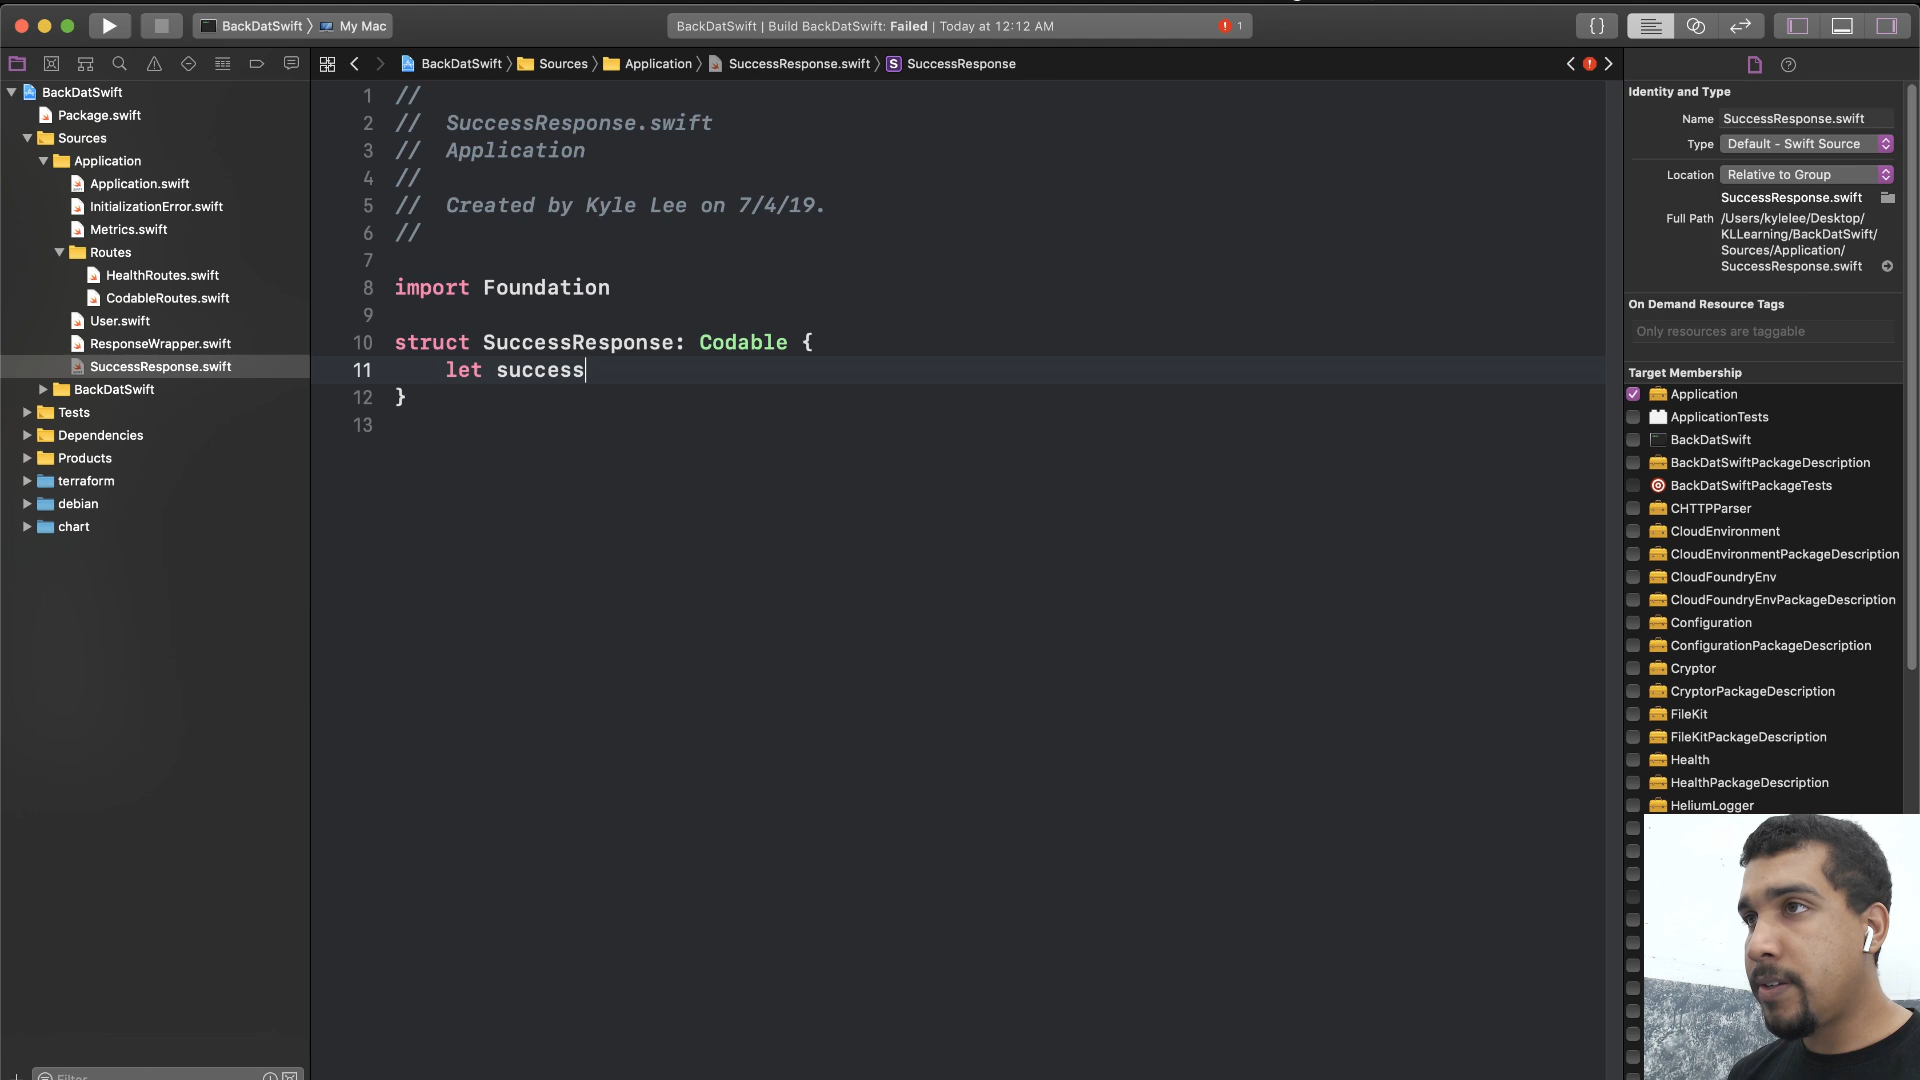 BackDatSwift 〉 My Mac
BackDatSwift | Build BackDatSwift: Failed | Today at 12:12 AM
1
{}
BackDatSwift 〉 Sources 〉 Application 〉 SuccessResponse.swift 〉 S SuccessResponse
BackDatSwift
Package.swift
Sources
Application
Application.swift
InitializationError.swift
Metrics.swift
Routes
HealthRoutes.swift
CodableRoutes.swift
User.swift
ResponseWrapper.swift
SuccessResponse.swift
BackDatSwift
Tests
Dependencies
Products
terraform
debian
chart
Filter
1 //
2 //  SuccessResponse.swift
3 //  Application
4 //
5 //  Created by Kyle Lee on 7/4/19.
6 //
7
8 import Foundation
9
10 struct SuccessResponse: Codable {
11     let success
12 }
13
Identity and Type
Name SuccessResponse.swift
Type Default - Swift Source
Location Relative to Group
SuccessResponse.swift
Full Path /Users/kylelee/Desktop/
KLLearning/BackDatSwift/
Sources/Application/
SuccessResponse.swift
On Demand Resource Tags
Only resources are taggable
Target Membership
Application
ApplicationTests
BackDatSwift
BackDatSwiftPackageDescription
BackDatSwiftPackageTests
CHTTPParser
CloudEnvironment
CloudEnvironmentPackageDescription
CloudFoundryEnv
CloudFoundryEnvPackageDescription
Configuration
ConfigurationPackageDescription
Cryptor
CryptorPackageDescription
FileKit
FileKitPackageDescription
Health
HealthPackageDescription
HeliumLogger